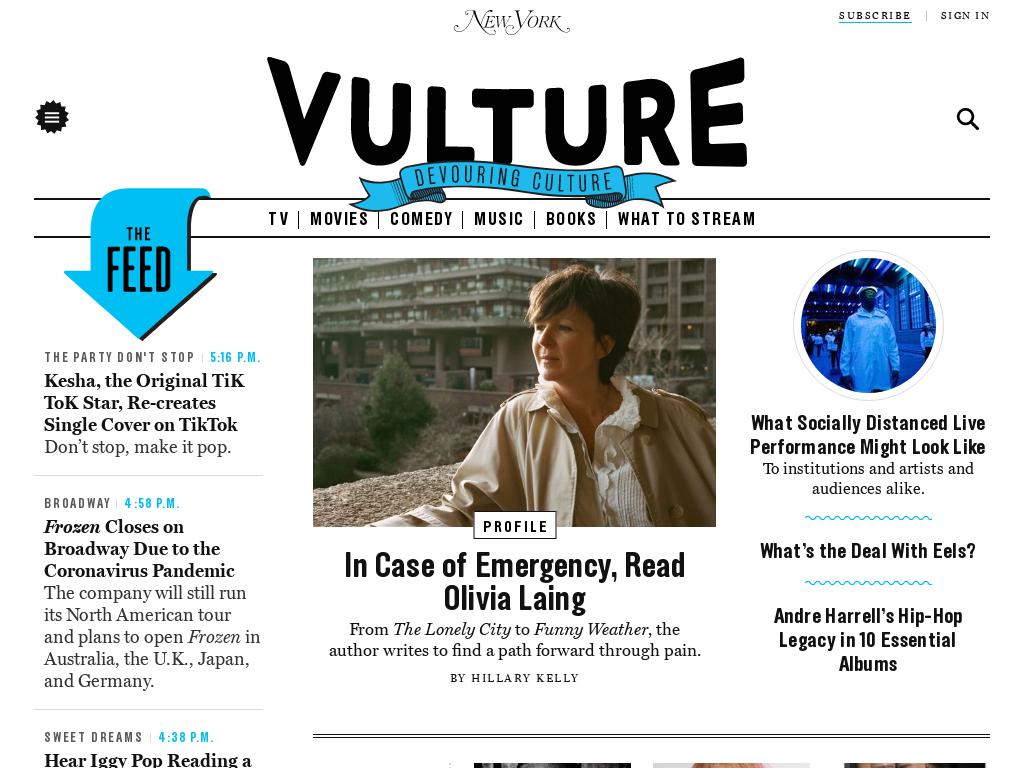 NEW YORK
SUBSCRIBE
SIGN IN
VULTURE
DEVOURING CULTURE
TV
MOVIES
COMEDY
MUSIC
BOOKS
WHAT TO STREAM
THE
FEED
THE PARTY DON'T STOP
5:16 P.M.
Kesha, the Original TiK
ToK Star, Re-creates
Single Cover on TikTok
Don’t stop, make it pop.
BROADWAY
4:58 P.M.
Frozen Closes on
Broadway Due to the
Coronavirus Pandemic
The company will still run
its North American tour
and plans to open Frozen in
Australia, the U.K., Japan,
and Germany.
SWEET DREAMS
4:38 P.M.
Hear Iggy Pop Reading a
PROFILE
In Case of Emergency, Read
Olivia Laing
From The Lonely City to Funny Weather, the
author writes to find a path forward through pain.
BY HILLARY KELLY
What Socially Distanced Live
Performance Might Look Like
To institutions and artists and
audiences alike.
What’s the Deal With Eels?
Andre Harrell’s Hip-Hop
Legacy in 10 Essential
Albums